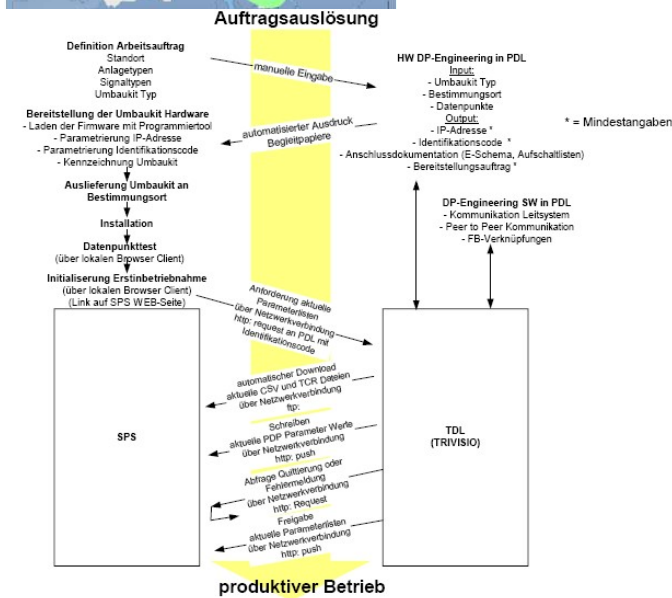 Auftragsauslösung
Definition Arbeitsauftrag
Standort
Anlagetypen
Signaltypen
Umbaukit Typ
manuelle Eingabe
HW DP-Engineering in PDL
Input:
- Umbaukit Typ
- Bestimmungsort
- Datenpunkte
Output:
- IP-Adresse *
- Identifikationscode *
- Anschlussdokumentation (E-Schema, Aufschaltlisten)
- Bereitstellungsauftrag *
* = Mindestangaben
Bereitstellung der Umbaukit Hardware
- Laden der Firmware mit Programmiertool
- Parametrierung IP-Adresse
- Parametrierung Identifikationscode
- Kennzeichnung Umbaukit
automatisierter Ausdruck
Begleitpapiere
Auslieferung Umbaukit an
Bestimmungsort
Installation
Datenpunkttest
(über lokalen Browser Client)
Initialiserung Erstinbetriebnahme
(über lokalen Browser Client)
(Link auf SPS WEB-Seite)
DP-Engineering SW in PDL
- Kommunikation Leitsystem
- Peer to Peer Kommunikation
- FB-Verknüpfungen
Anforderung aktuelle
Parameterlisten
über Netzwerkverbindung
http: request an PDL mit
Identifikationscode
automatischer Download
aktuelle CSV und TCR Dateien
über Netzwerkverbindung
ftp:
SPS
TDL
(TRIVISIO)
Schreiben
aktuelle PDP Parameter Werte
über Netzwerkverbindung
http: push
Abfrage Quittierung oder
Fehlermeldung
über Netzwerkverbindung
http: Request
Freigabe
aktuelle Parameterlisten
über Netzwerkverbindung
http: push
produktiver Betrieb